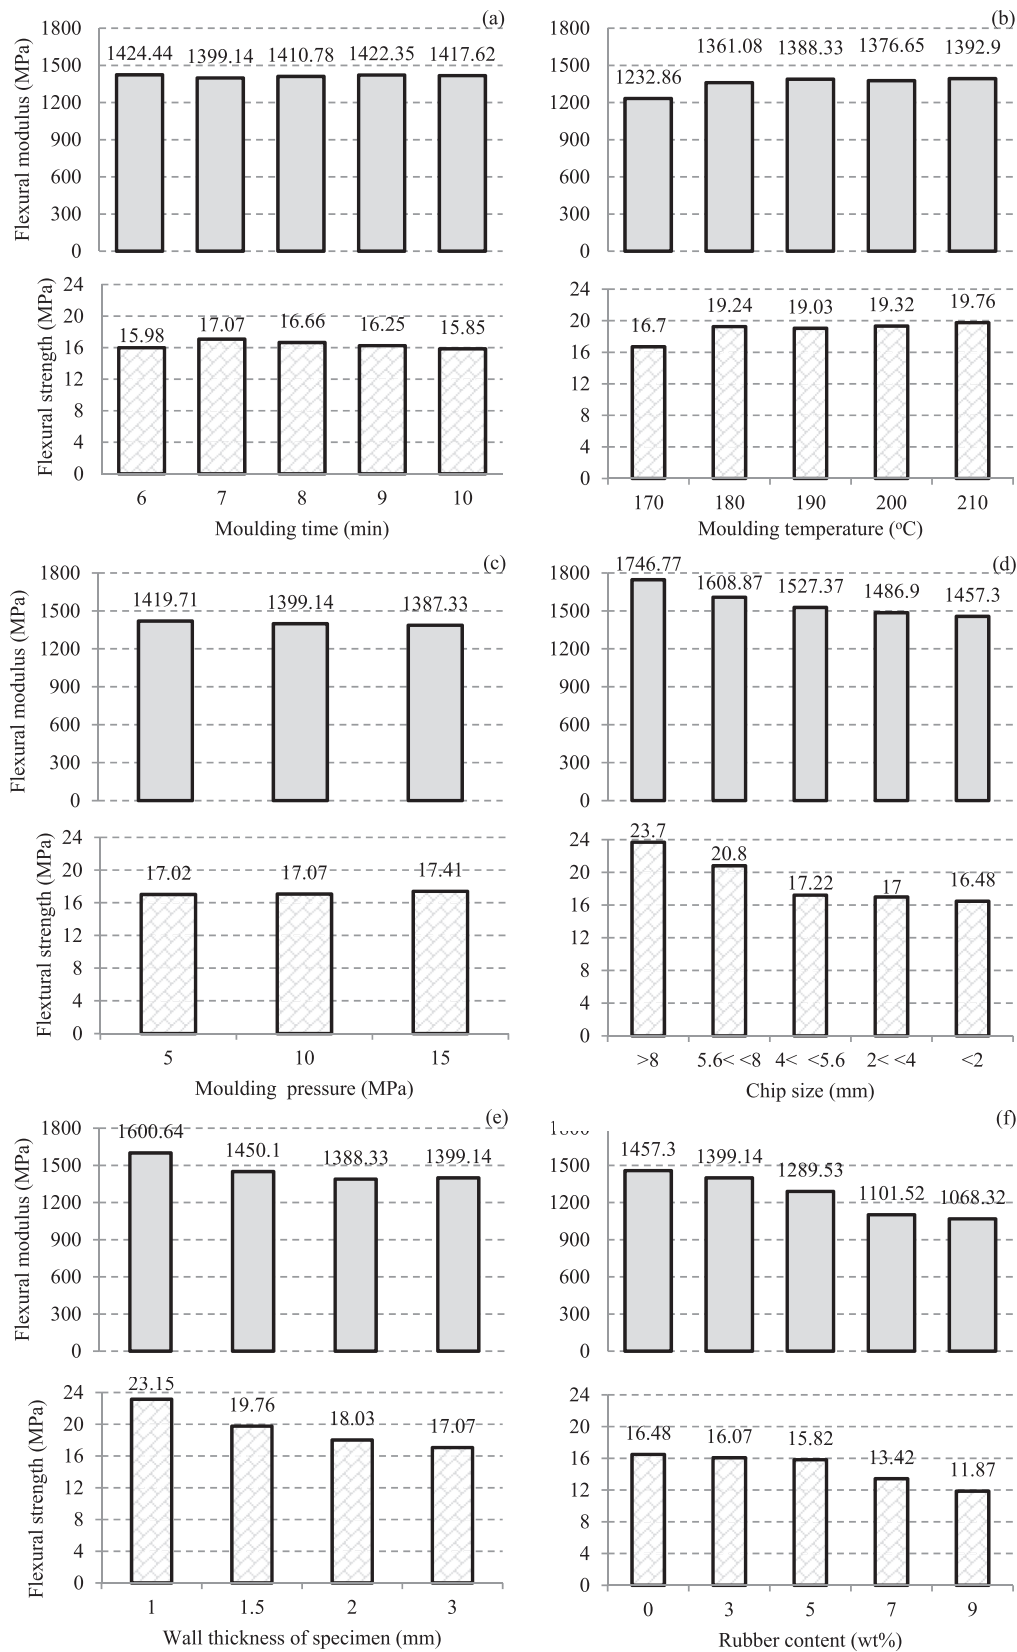 (a)
Flexural modulus (MPa)
1800
1500
1200
900
600
300
0
1424.44 1399.14 1410.78 1422.35 1417.62
Flexural strength (MPa)
24
20
16
12
8
4
0
15.98 17.07 16.66 16.25 15.85
6 7 8 9 10
Moulding time (min)
(b)
1800
1500
1200
900
600
300
0
1232.86 1361.08 1388.33 1376.65 1392.9
24
20
16
12
8
4
0
16.7 19.24 19.03 19.32 19.76
170 180 190 200 210
Moulding temperature (°C)
(c)
Flexural modulus (MPa)
1800
1500
1200
900
600
300
0
1419.71 1399.14 1387.33
Flextural strength (MPa)
24
20
16
12
8
4
0
17.02 17.07 17.41
5 10 15
Moulding pressure (MPa)
(d)
1800
1500
1200
900
600
300
0
1746.77 1608.87 1527.37 1486.9 1457.3
24
20
16
12
8
4
0
23.7 20.8 17.22 17 16.48
>8 5.6< <8 4< <5.6 2< <4 <2
Chip size (mm)
(e)
Flexural modulus (MPa)
1800
1500
1200
900
600
300
0
1600.64 1450.1 1388.33 1399.14
Flexural strength (MPa)
24
20
16
12
8
4
0
23.15 19.76 18.03 17.07
1 1.5 2 3
Wall thickness of specimen (mm)
(f)
1800
1500
1200
900
600
300
0
1457.3 1399.14 1289.53 1101.52 1068.32
24
20
16
12
8
4
0
16.48 16.07 15.82 13.42 11.87
0 3 5 7 9
Rubber content (wt%)